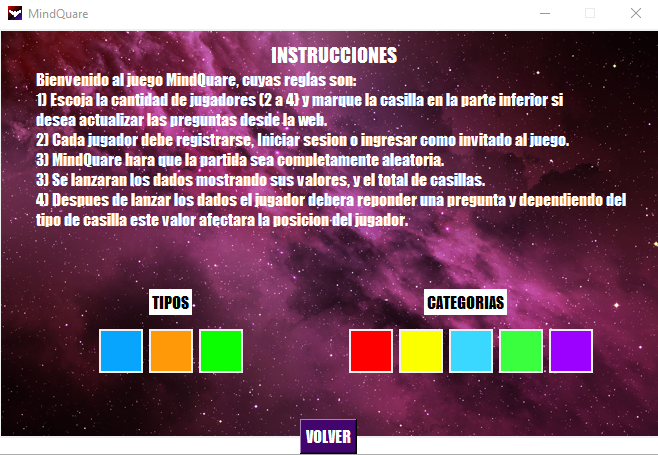 MindQuare
INSTRUCCIONES
Bienvenido al juego MindQuare, cuyas reglas son:
1) Escoja la cantidad de jugadores (2 a 4) y marque la casilla en la parte inferior si
desea actualizar las preguntas desde la web.
2) Cada jugador debe registrarse, Iniciar sesion o ingresar como invitado al juego.
3) MindQuare hara que la partida sea completamente aleatoria.
3) Se lanzaran los dados mostrando sus valores, y el total de casillas.
4) Despues de lanzar los dados el jugador debera reponder una pregunta y dependiendo del
tipo de casilla este valor afectara la posicion del jugador.
TIPOS
CATEGORIAS
VOLVER